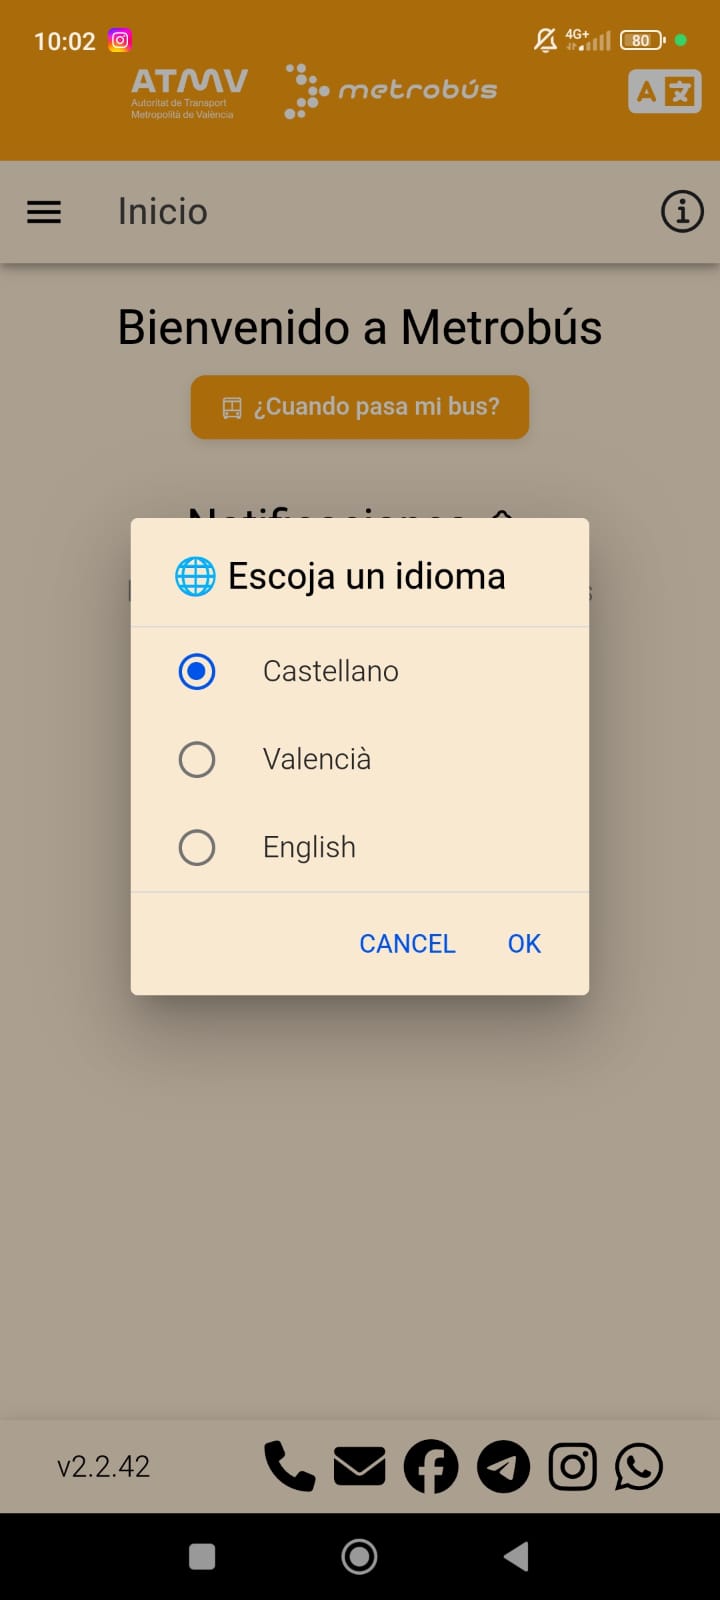 10:02
4G+
80
ATMV
Autoritat de Transport
Metropolità de València
metrobús
A
Inicio
Bienvenido a Metrobús
¿Cuando pasa mi bus?
Notificaciones
Escoja un idioma
Castellano
Valencià
English
CANCEL
OK
v2.2.42